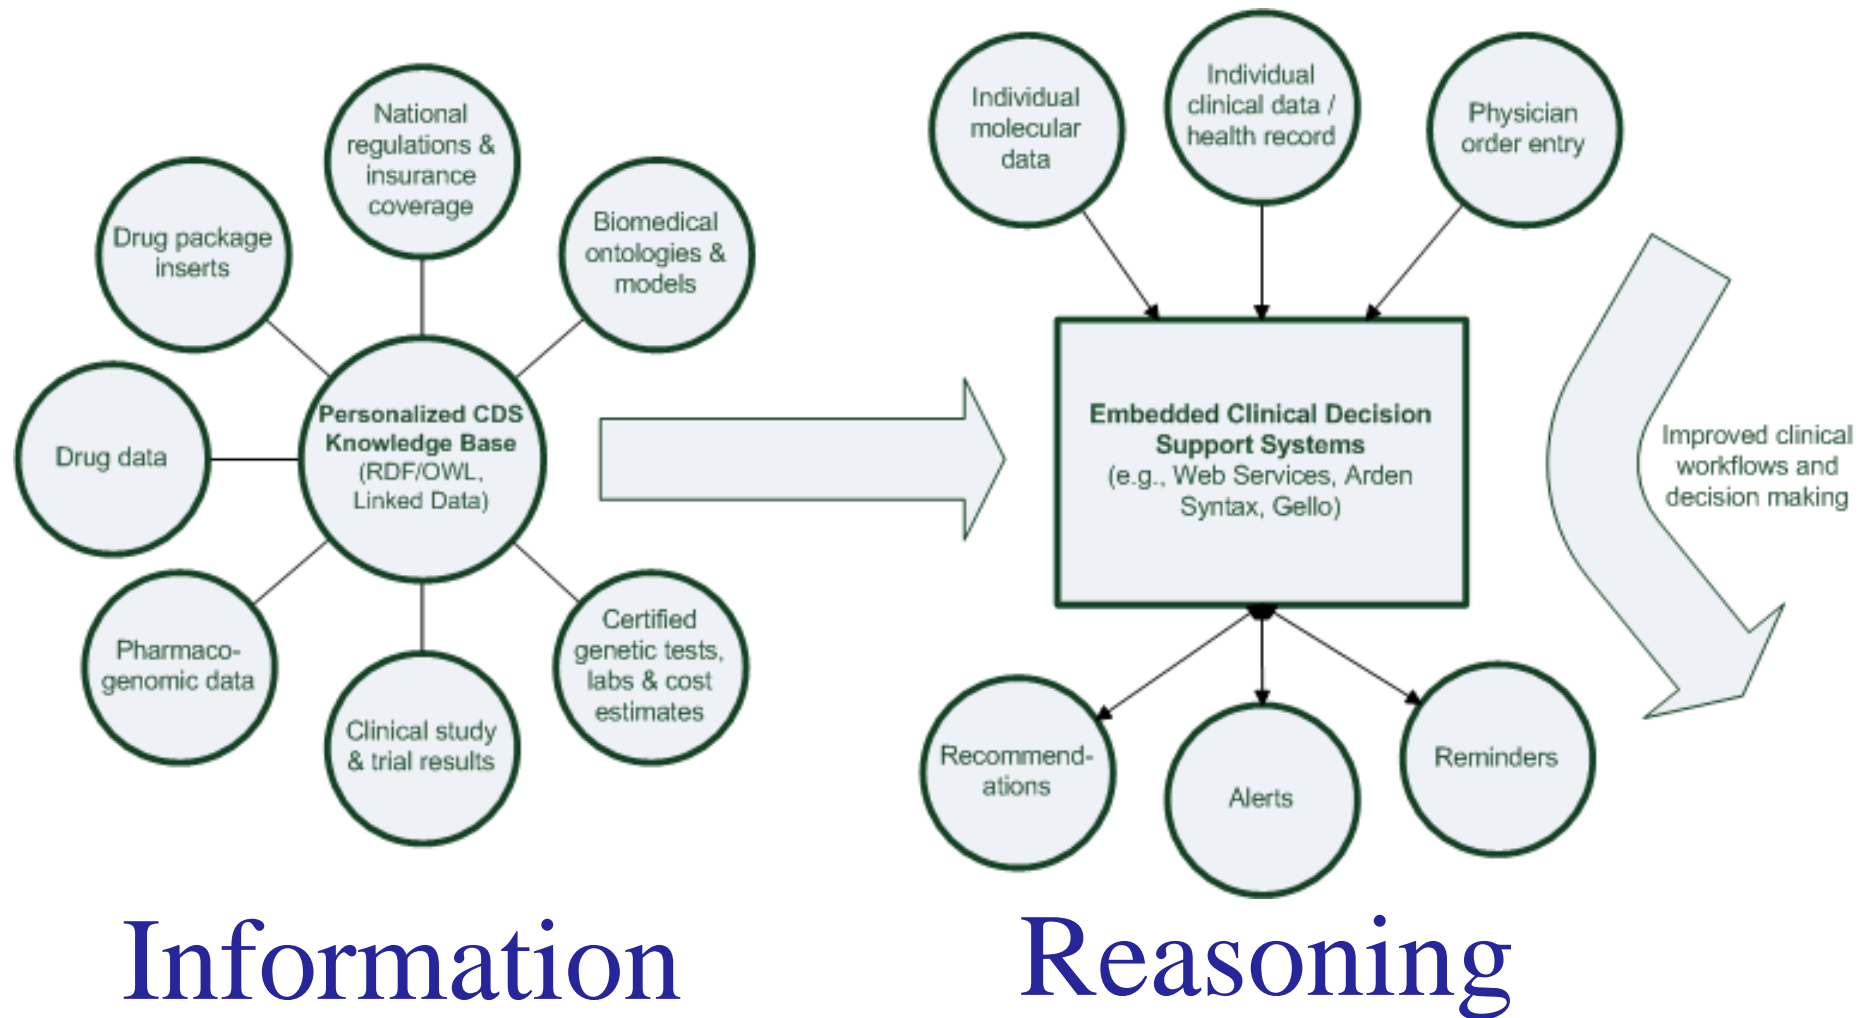 National
regulations &
insurance
coverage
Drug package
inserts
Biomedical
ontologies &
models
Drug data
Personalized CDS
Knowledge Base
(RDF/OWL,
Linked Data)
Pharmaco-
genomic data
Clinical study
& trial results
Certified
genetic tests,
labs & cost
estimates
Information
Individual
molecular
data
Individual
clinical data /
health record
Physician
order entry
Embedded Clinical Decision
Support Systems
(e.g., Web Services, Arden
Syntax, Gello)
Improved clinical
workflows and
decision making
Recommend-
ations
Alerts
Reminders
Reasoning